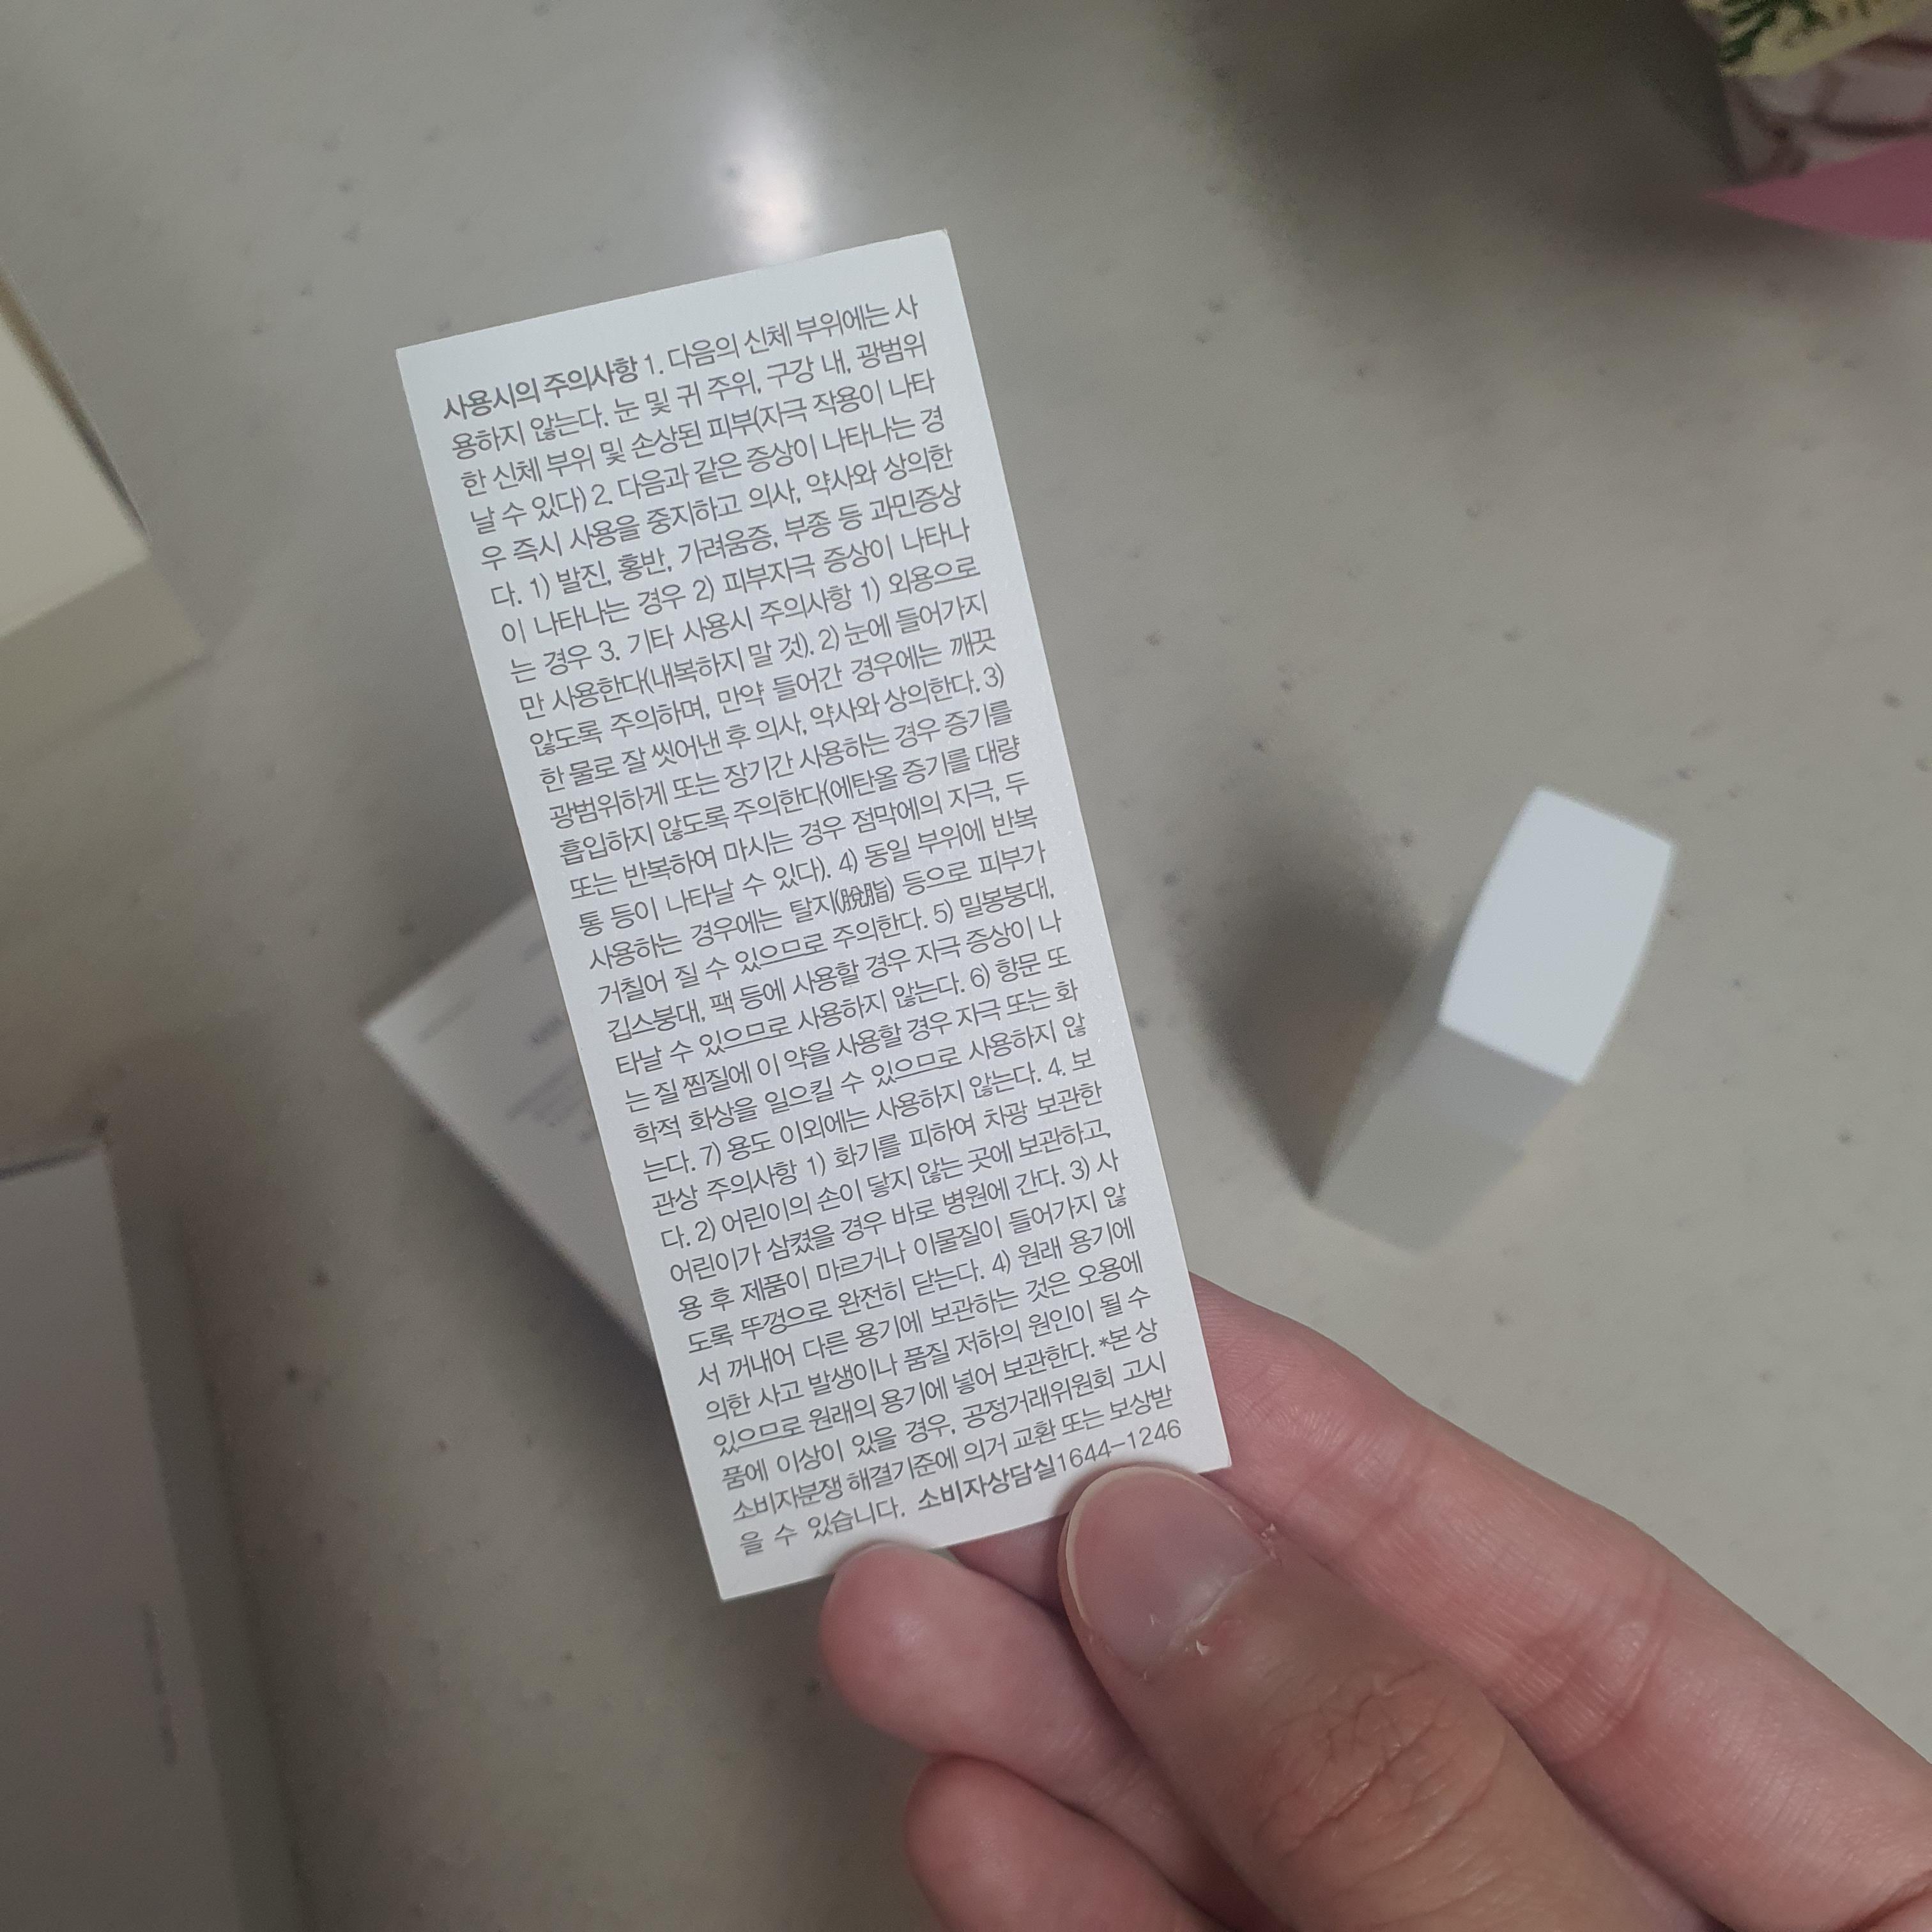 사용시의 주의사항 1. 다음의 신체 부위에는 사
용하지 않는다. 눈 및 귀 주위, 구강 내, 광범위
한 신체 부위 및 손상된 피부(자극 작용이 나타
날 수 있다) 2. 다음과 같은 증상이 나타나는 경
우 즉시 사용을 중지하고 의사, 약사와 상의한
다. 1) 발진, 홍반, 가려움증, 부종 등 과민증상
이 나타나는 경우 2) 피부자극 증상이 나타나
는 경우 3. 기타 사용시 주의사항 1) 외용으로
만 사용한다(내복하지 말 것). 2) 눈에 들어가지
않도록 주의하며, 만약 들어간 경우에는 깨끗
한 물로 잘 씻어낸 후 의사, 약사와 상의한다. 3)
광범위하게 또는 장기간 사용하는 경우 증기를
흡입하지 않도록 주의한다(에탄올 증기를 대량
또는 반복하여 마시는 경우 점막에의 자극, 두
통 등이 나타날 수 있다). 4) 동일 부위에 반복
사용하는 경우에는 탈지(脫脂) 등으로 피부가
거칠어 질 수 있으므로 주의한다. 5) 밀봉붕대,
깁스붕대, 팩 등에 사용할 경우 자극 증상이 나
타날 수 있으므로 사용하지 않는다. 6) 항문 또
는 질 찜질에 이 약을 사용할 경우 자극 또는 화
학적 화상을 일으킬 수 있으므로 사용하지 않
는다. 7) 용도 이외에는 사용하지 않는다. 4. 보
관상 주의사항 1) 화기를 피하여 차광 보관한
다. 2) 어린이의 손이 닿지 않는 곳에 보관하고,
어린이가 삼켰을 경우 바로 병원에 간다. 3) 사
용 후 제품이 마르거나 이물질이 들어가지 않
도록 뚜껑으로 완전히 닫는다. 4) 원래 용기에
서 꺼내어 다른 용기에 보관하는 것은 오용에
의한 사고 발생이나 품질 저하의 원인이 될 수
있으므로 원래의 용기에 넣어 보관한다. *본 상
품에 이상이 있을 경우, 공정거래위원회 고시
소비자분쟁 해결기준에 의거 교환 또는 보상받
을 수 있습니다. 소비자상담실1644-1246